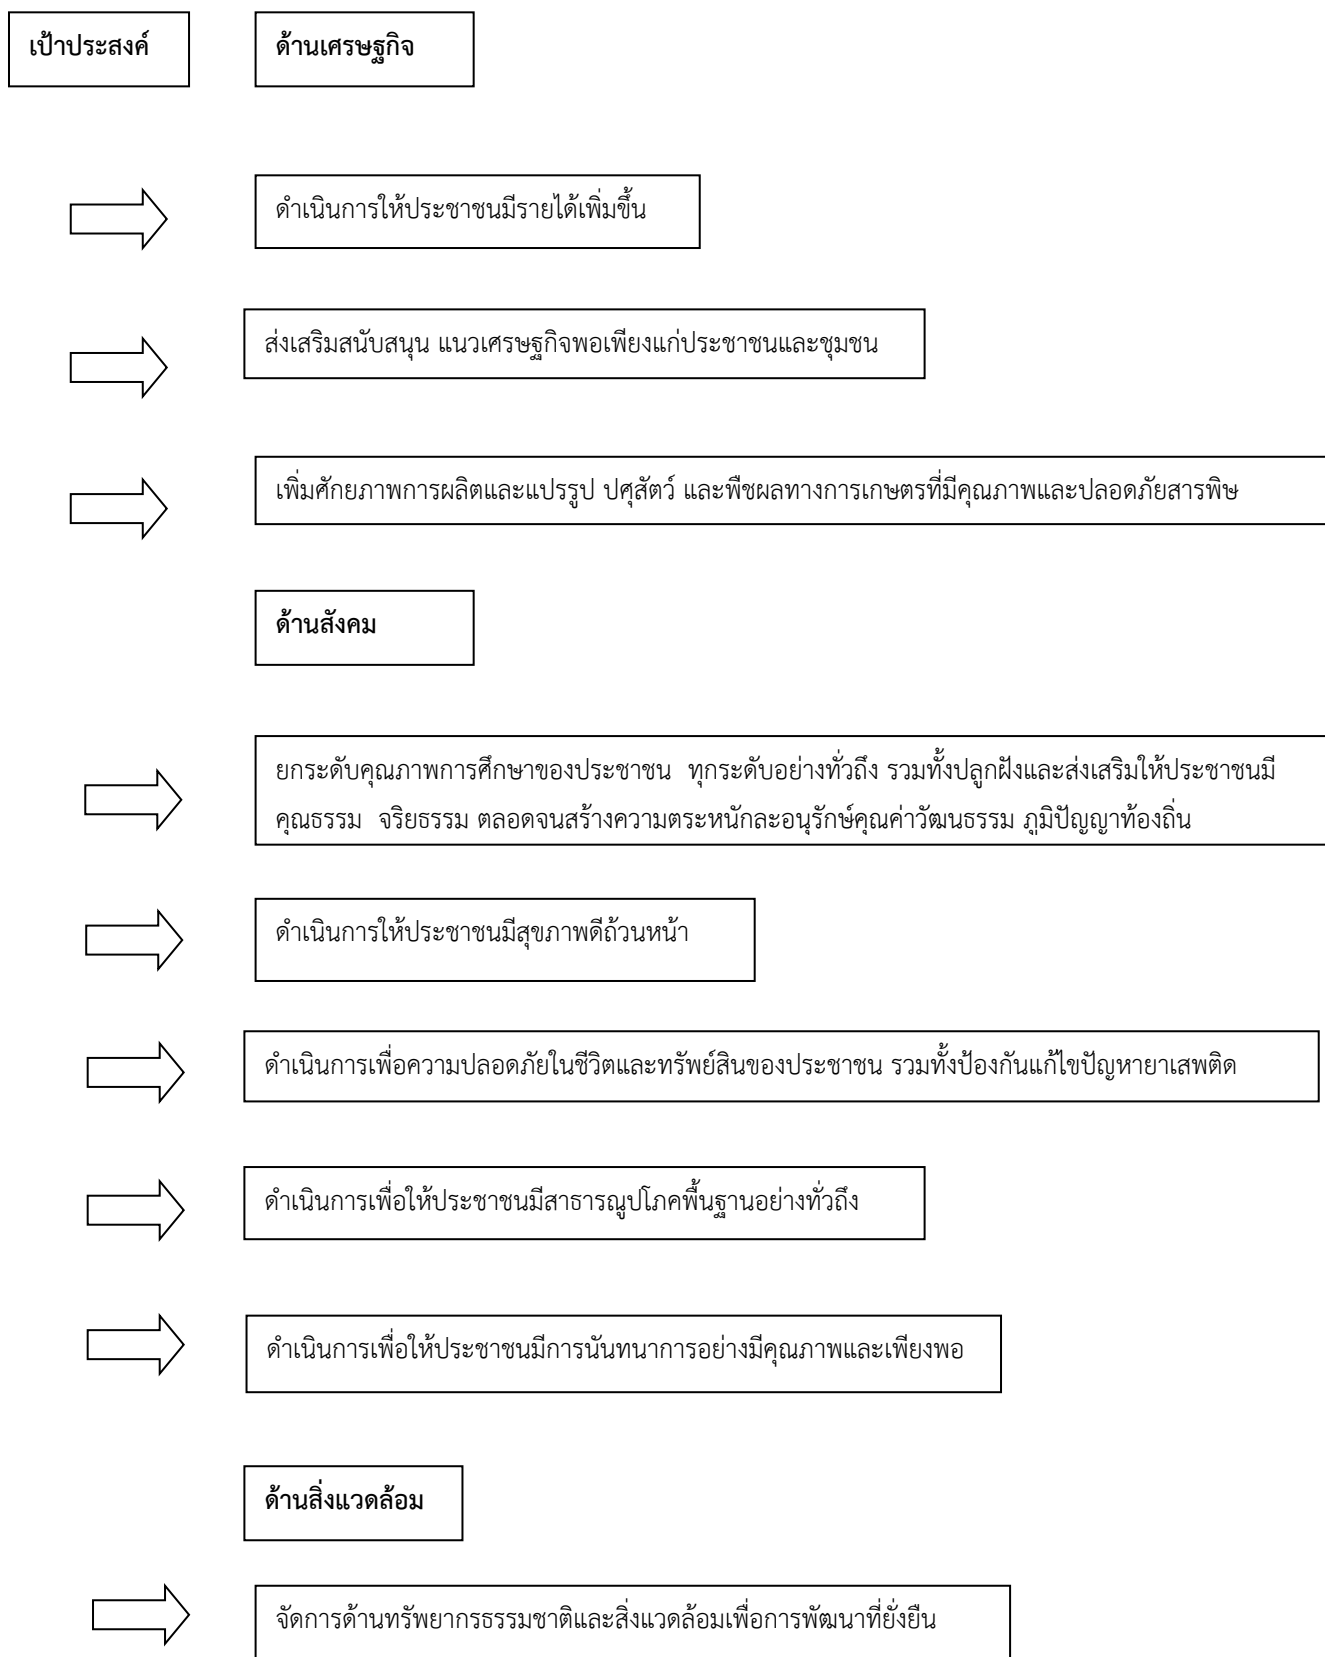 เป้าประสงค์ ด้านเศรษฐกิจ
ดำเนินการให้ประชาชนมีรายได้เพิ่มขึ้น
ส่งเสริมสนับสนุน แนวเศรษฐกิจพอเพียงแก่ประชาชนและชุมชน
เพิ่มศักยภาพการผลิตและแปรรูป ปศุสัตว์ และพืชผลทางการเกษตรที่มีคุณภาพและปลอดภัยสารพิษ
ด้านสังคม
ยกระดับคุณภาพการศึกษาของประชาชน  ทุกระดับอย่างทั่วถึง รวมทั้งปลูกฝังและส่งเสริมให้ประชาชนมี
คุณธรรม  จริยธรรม ตลอดจนสร้างความตระหนักละอนุรักษ์คุณค่าวัฒนธรรม ภูมิปัญญาท้องถิ่น
ดำเนินการให้ประชาชนมีสุขภาพดีถ้วนหน้า
ดำเนินการเพื่อความปลอดภัยในชีวิตและทรัพย์สินของประชาชน รวมทั้งป้องกันแก้ไขปัญหายาเสพติด
ดำเนินการเพื่อให้ประชาชนมีสาธารณูปโภคพื้นฐานอย่างทั่วถึง
ดำเนินการเพื่อให้ประชาชนมีการนันทนาการอย่างมีคุณภาพและเพียงพอ
ด้านสิ่งแวดล้อม
จัดการด้านทรัพยากรธรรมชาติและสิ่งแวดล้อมเพื่อการพัฒนาที่ยั่งยืน